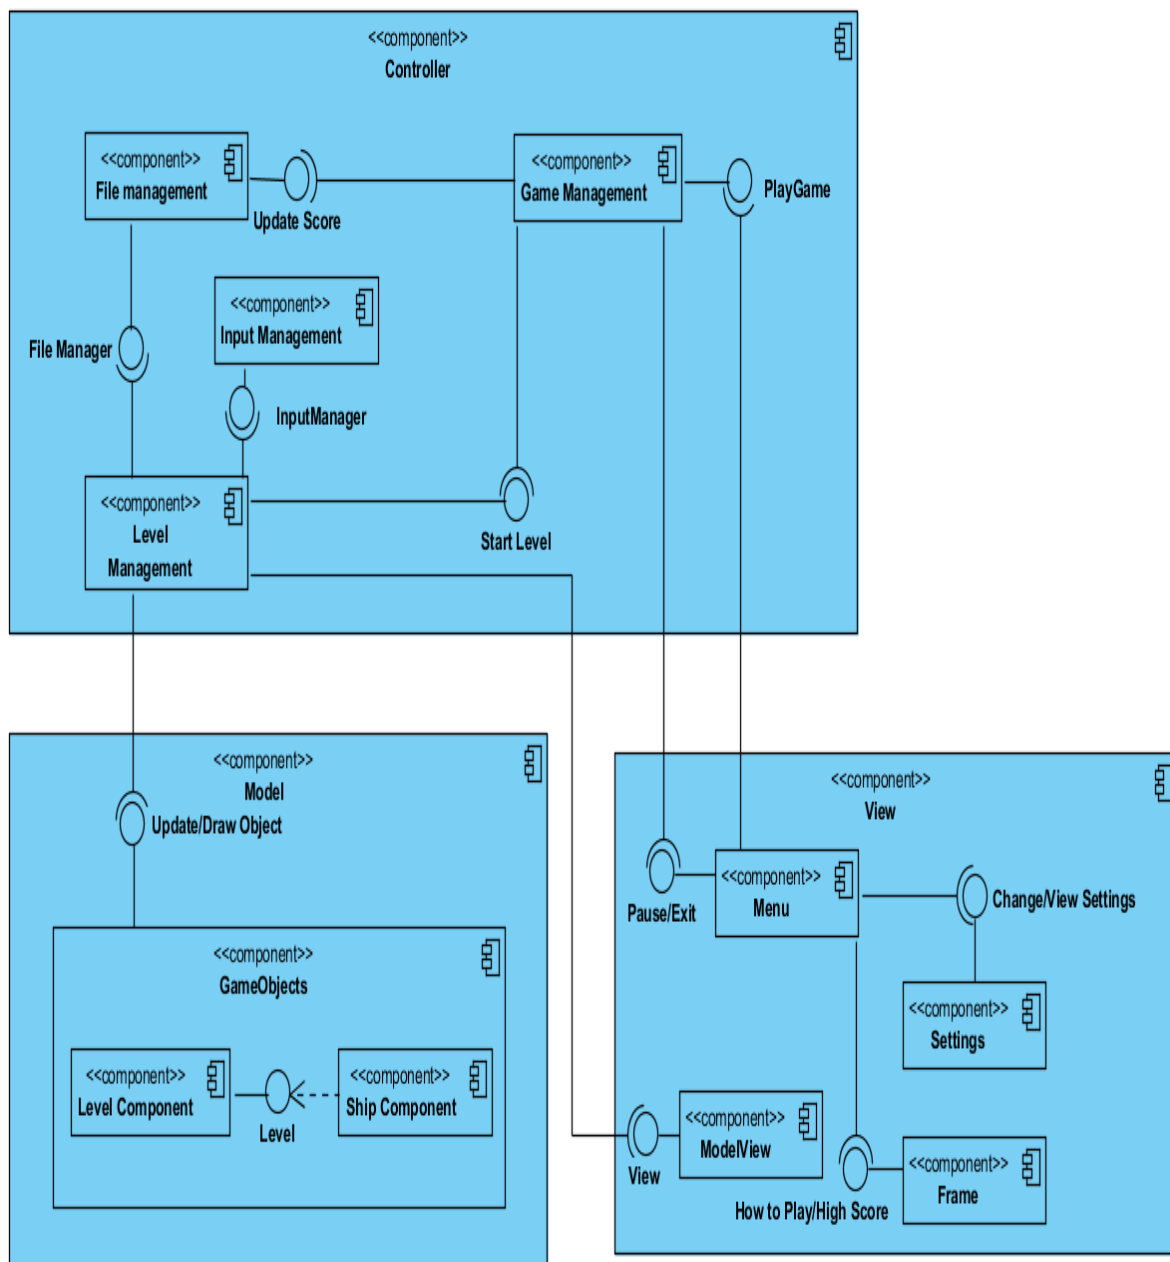 <<component>>
Controller
<<component>>
File management
Update Score
<<component>>
Game Management
PlayGame
<<component>>
Input Management
File Manager
InputManager
<<component>>
Level
Management
Start Level
<<component>>
Model
Update/Draw Object
<<component>>
GameObjects
<<component>>
Level Component
Level
<<component>>
Ship Component
<<component>>
View
<<component>>
Menu
Pause/Exit
Change/View Settings
<<component>>
Settings
<<component>>
ModelView
View
<<component>>
Frame
How to Play/High Score